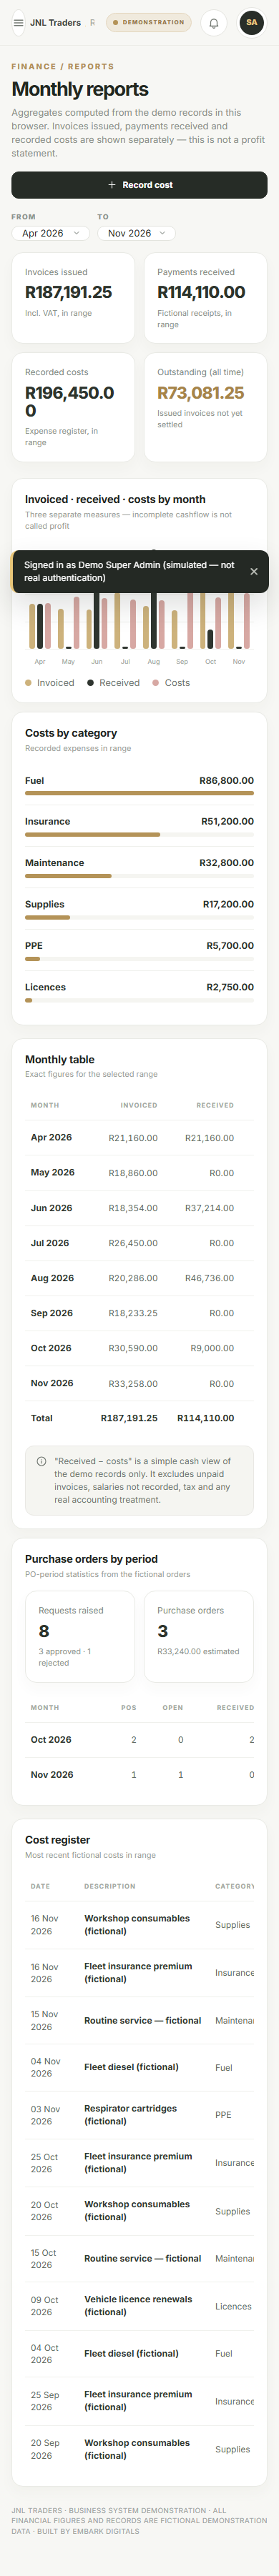 JNL Traders
DEMONSTRATION
SA
FINANCE / REPORTS
Monthly reports
Aggregates computed from the demo records in this
browser. Invoices issued, payments received and
recorded costs are shown separately — this is not a profit
statement.
+ Record cost
FROM TO
Apr 2026 Nov 2026
Invoices issued
R187,191.25
Incl. VAT, in range
Payments received
R114,110.00
Fictional receipts, in
range
Recorded costs
R196,450.0
0
Expense register, in
range
Outstanding (all time)
R73,081.25
Issued invoices not yet
settled
Invoiced · received · costs by month
Three separate measures — incomplete cashflow is not
called profit
Signed in as Demo Super Admin (simulate — not
real authentication)
Apr May Jun Jul Aug Sep Oct Nov
Invoiced Received Costs
Costs by category
Recorded expenses in range
Fuel R86,800.00
Insurance R51,200.00
Maintenance R32,800.00
Supplies R17,200.00
PPE R5,700.00
Licences R2,750.00
Monthly table
Exact figures for the selected range
MONTH INVOICED RECEIVED
Apr 2026 R21,160.00 R21,160.00
May 2026 R18,860.00 R0.00
Jun 2026 R18,354.00 R37,214.00
Jul 2026 R26,450.00 R0.00
Aug 2026 R20,286.00 R46,736.00
Sep 2026 R18,233.25 R0.00
Oct 2026 R30,590.00 R9,000.00
Nov 2026 R33,258.00 R0.00
Total R187,191.25 R114,110.00
"Received − costs" is a simple cash view of
the demo records only. It excludes unpaid
invoices, salaries not recorded, tax and any
real accounting treatment.
Purchase orders by period
PO-period statistics from the fictional orders
Requests raised
8
3 approved · 1
rejected
Purchase orders
3
R33,240.00 estimated
MONTH POS OPEN RECEIVED
Oct 2026 2 0 2
Nov 2026 1 1 0
Cost register
Most recent fictional costs in range
DATE DESCRIPTION CATEGORY
16 Nov
2026
Workshop consumables
(fictional)
Supplies
16 Nov
2026
Fleet insurance premium
(fictional)
Insurance
15 Nov
2026
Routine service — fictional
Maintenan
04 Nov
2026
Fleet diesel (fictional)
Fuel
03 Nov
2026
Respirator cartridges
(fictional)
PPE
25 Oct
2026
Fleet insurance premium
(fictional)
Insurance
20 Oct
2026
Workshop consumables
(fictional)
Supplies
15 Oct
2026
Routine service — fictional
Maintenan
09 Oct
2026
Vehicle licence renewals
(fictional)
Licences
04 Oct
2026
Fleet diesel (fictional)
Fuel
25 Sep
2026
Fleet insurance premium
(fictional)
Insurance
20 Sep
2026
Workshop consumables
(fictional)
Supplies
JNL TRADERS · BUSINESS SYSTEM DEMONSTRATION · ALL
FINANCIAL FIGURES AND RECORDS ARE FICTIONAL DEMONSTRATION
DATA · BUILT BY EMBARK DIGITALS